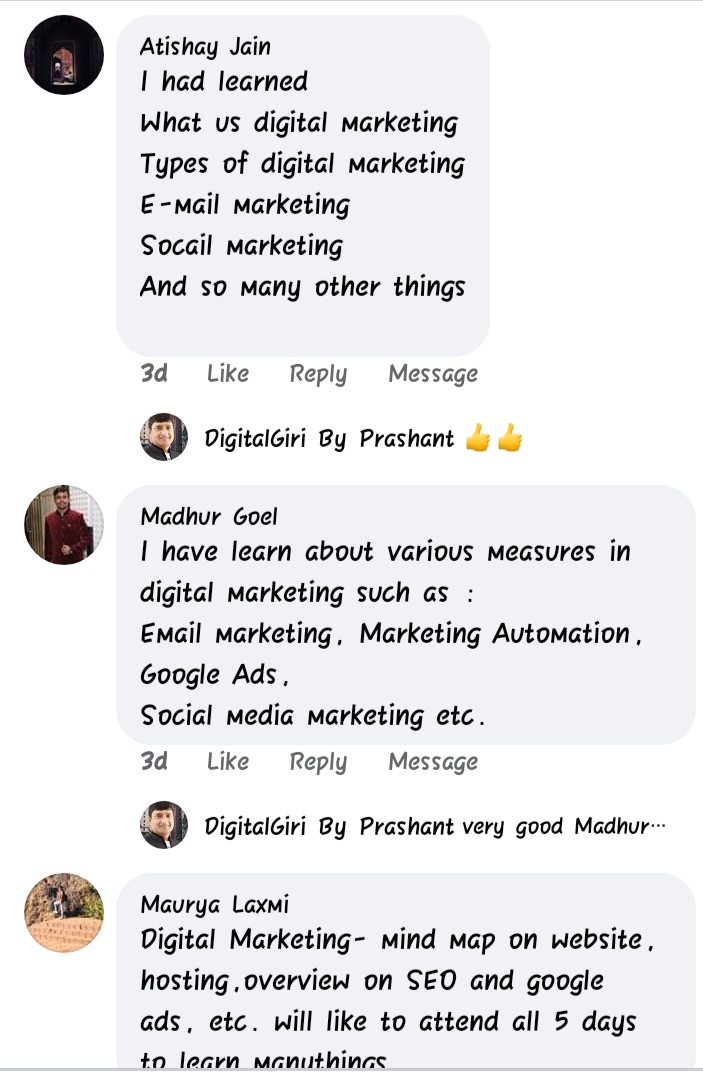 Atishay Jain
I had learned
What us digital marketing
Types of digital marketing
E-mail marketing
Socail marketing
And so many other things
3d Like Reply Message
DigitalGiri By Prashant 👍👍
Madhur Goel
I have learn about various measures in
digital marketing such as :
Email marketing, Marketing Automation,
Google Ads,
Social media marketing etc.
3d Like Reply Message
DigitalGiri By Prashant very good Madhur...
Maurya Laxmi
Digital Marketing- mind map on website,
hosting,overview on SEO and google
ads, etc. will like to attend all 5 days
to learn manythings